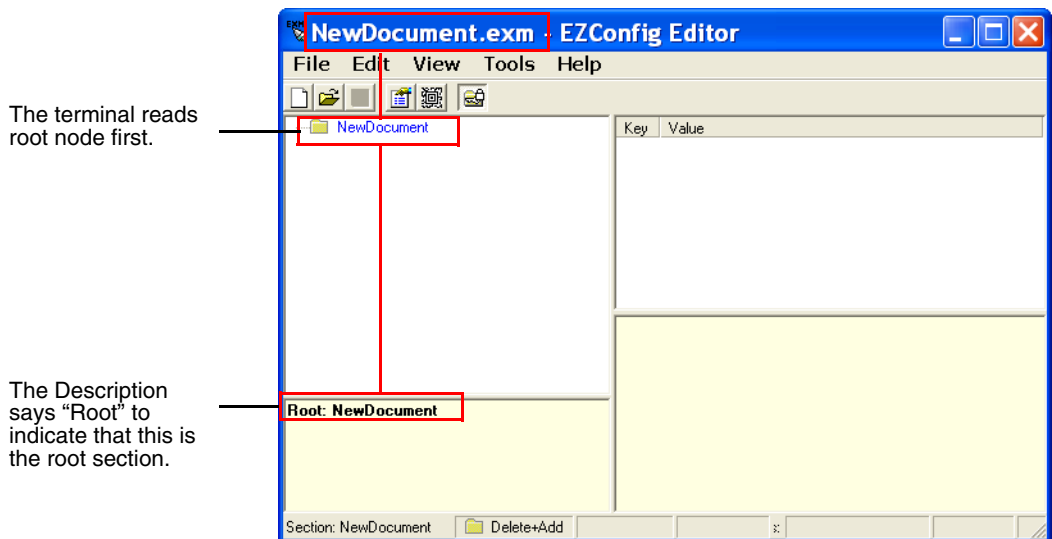 NewDocument.exm - EZConfig Editor
File Edit View Tools Help
The terminal reads
root node first.
NewDocument
Key Value
The Description
says “Root” to
indicate that this is
the root section.
Root: NewDocument
Section: NewDocument Delete+Add